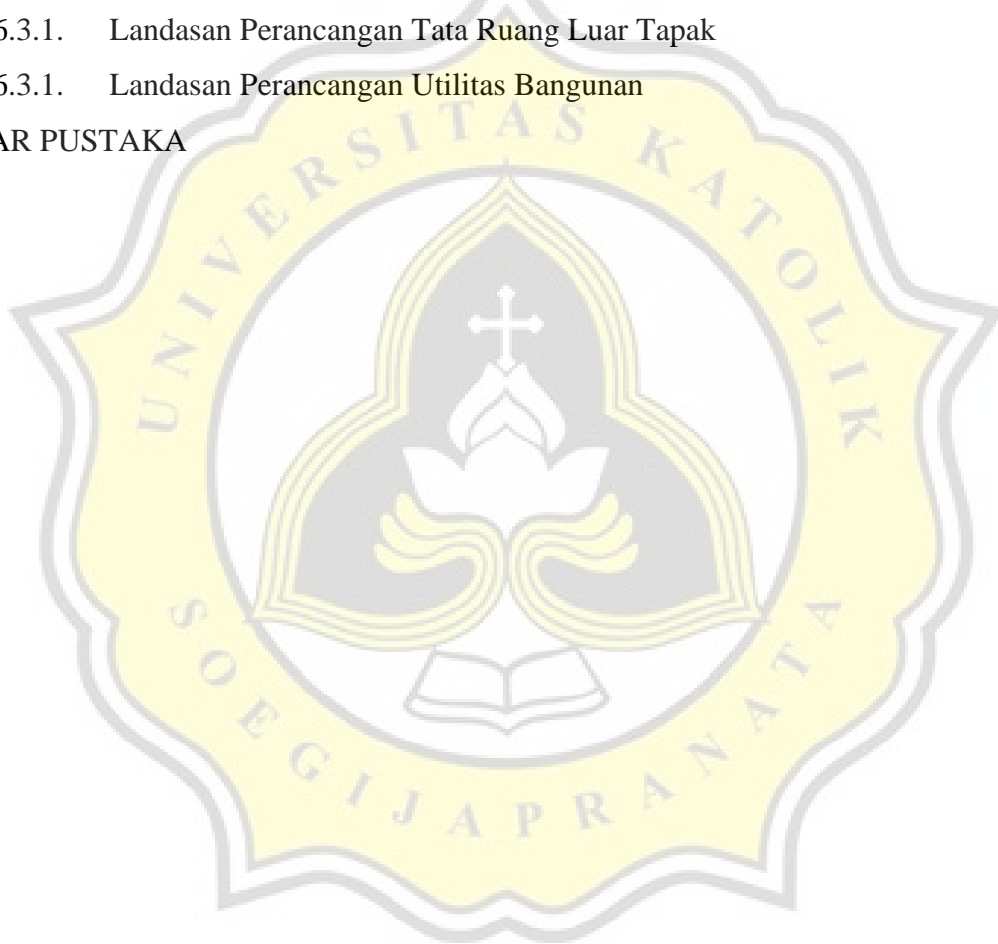 6.3.1. Landasan Perancangan Tata Ruang Luar Tapak
6.3.1. Landasan Perancangan Utilitas Bangunan
AR PUSTAKA
UNIVERSITAS KATOLIK
SOEGIJAPRANATA